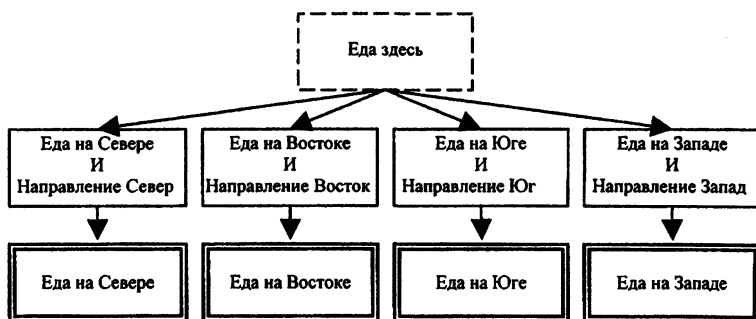 Еда здесь
Еда на Севере
И
Направление Север
Еда на Востоке
И
Направление Восток
Еда на Юге
И
Направление Юг
Еда на Западе
И
Направление Запад
Еда на Севере
Еда на Востоке
Еда на Юге
Еда на Западе